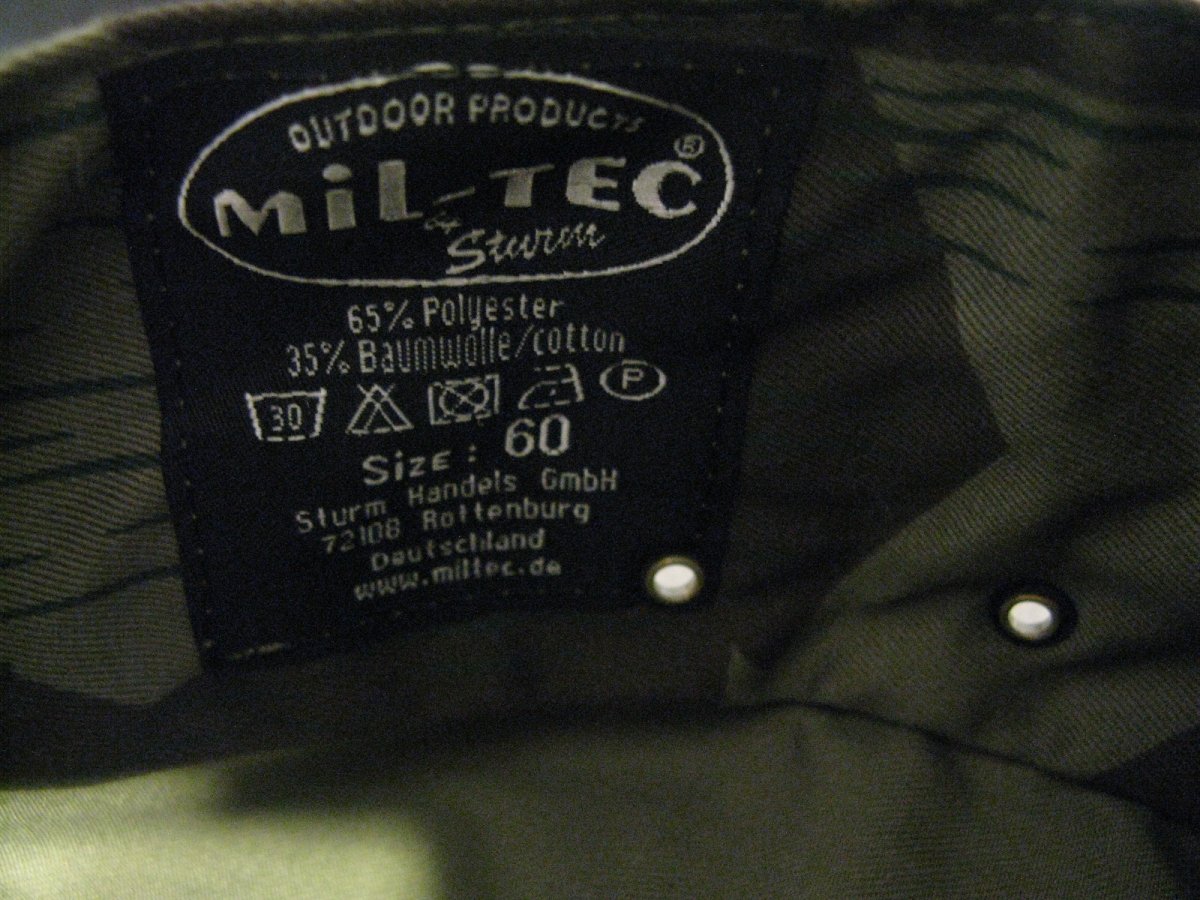 OUTDOOR PRODUCTS
MiL-TEC ®
by Sturm
65% Polyester
35% Baumwolle/cotton
30 P
Size: 60
Sturm Handels GmbH
72108 Rottenburg
Deutschland
www.miltec.de